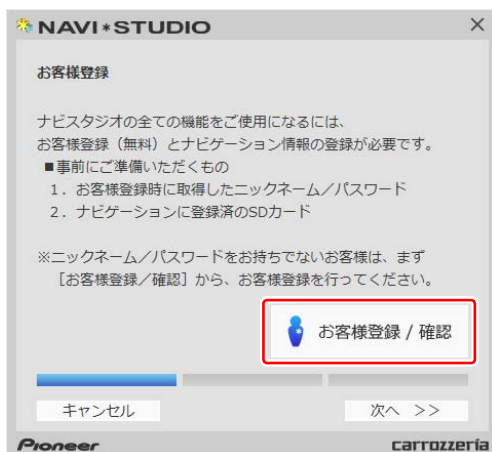 NAVI*STUDIO
お客様登録
ナビスタジオの全ての機能をご使用になるには、
お客様登録（無料）とナビゲーション情報の登録が必要です。
■事前にご準備いただくもの
1．お客様登録時に取得したニックネーム／パスワード
2．ナビゲーションに登録済のSDカード
※ニックネーム／パスワードをお持ちでないお客様は、まず
［お客様登録／確認］から、お客様登録を行ってください。
お客様登録 / 確認
キャンセル
次へ >>
Pioneer
carrozzeria